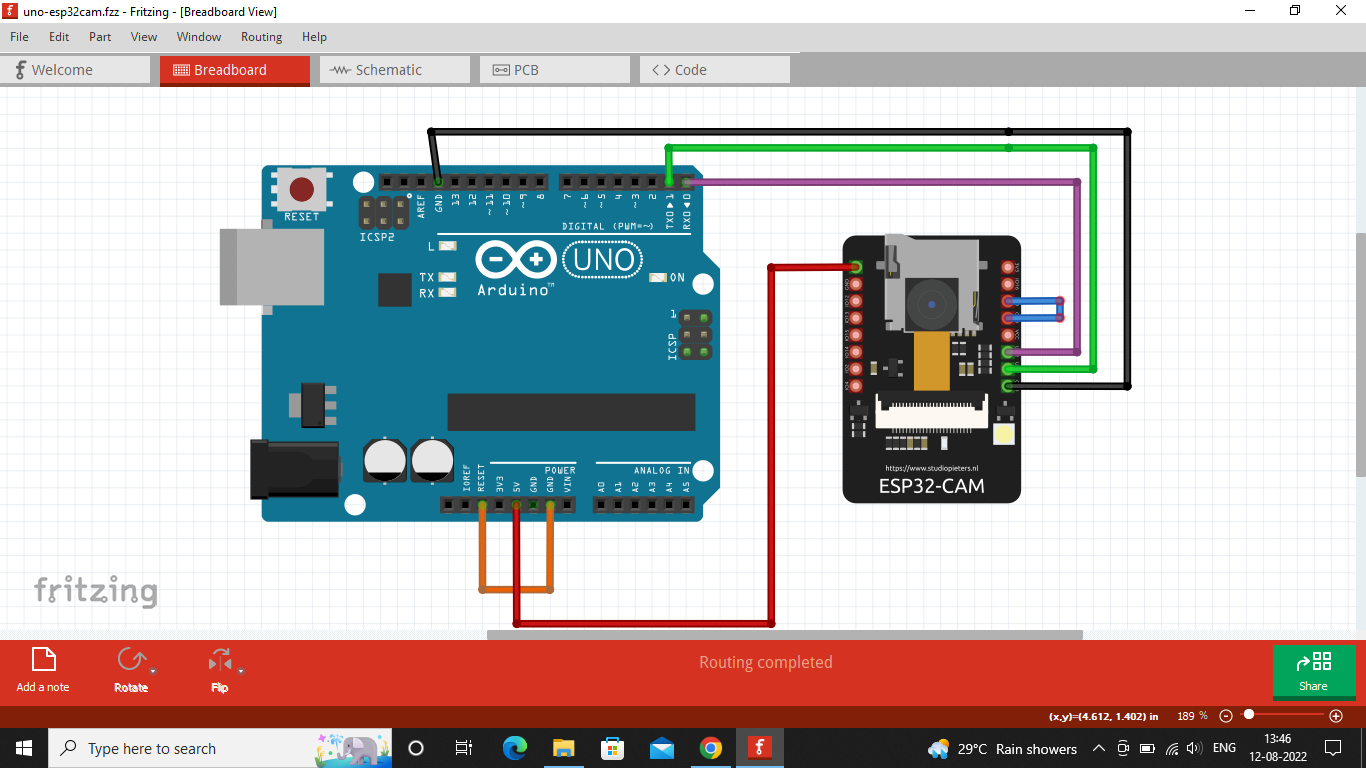 uno-esp32cam.fzz - Fritzing - [Breadboard View]
File Edit Part View Window Routing Help
Welcome Breadboard Schematic PCB Code
RESET
ICSP2
AREF GND 13 12 ~11 ~10 ~9 8 7 ~6 ~5 4 ~3 2 TX0▶1 RX0◀0
DIGITAL (PWM=~)
L
TX
RX
UNO
Arduino™
ON
1
ICSP
POWER
ANALOG IN
IOREF RESET 3V3 5V GND GND VIN A0 A1 A2 A3 A4 A5
https://www.studiopieters.nl
ESP32-CAM
fritzing
Add a note
Rotate
Flip
Routing completed
Share
(x,y)=(4.612, 1.402) in 189 %
Type here to search
29°C Rain showers
ENG
13:46
12-08-2022